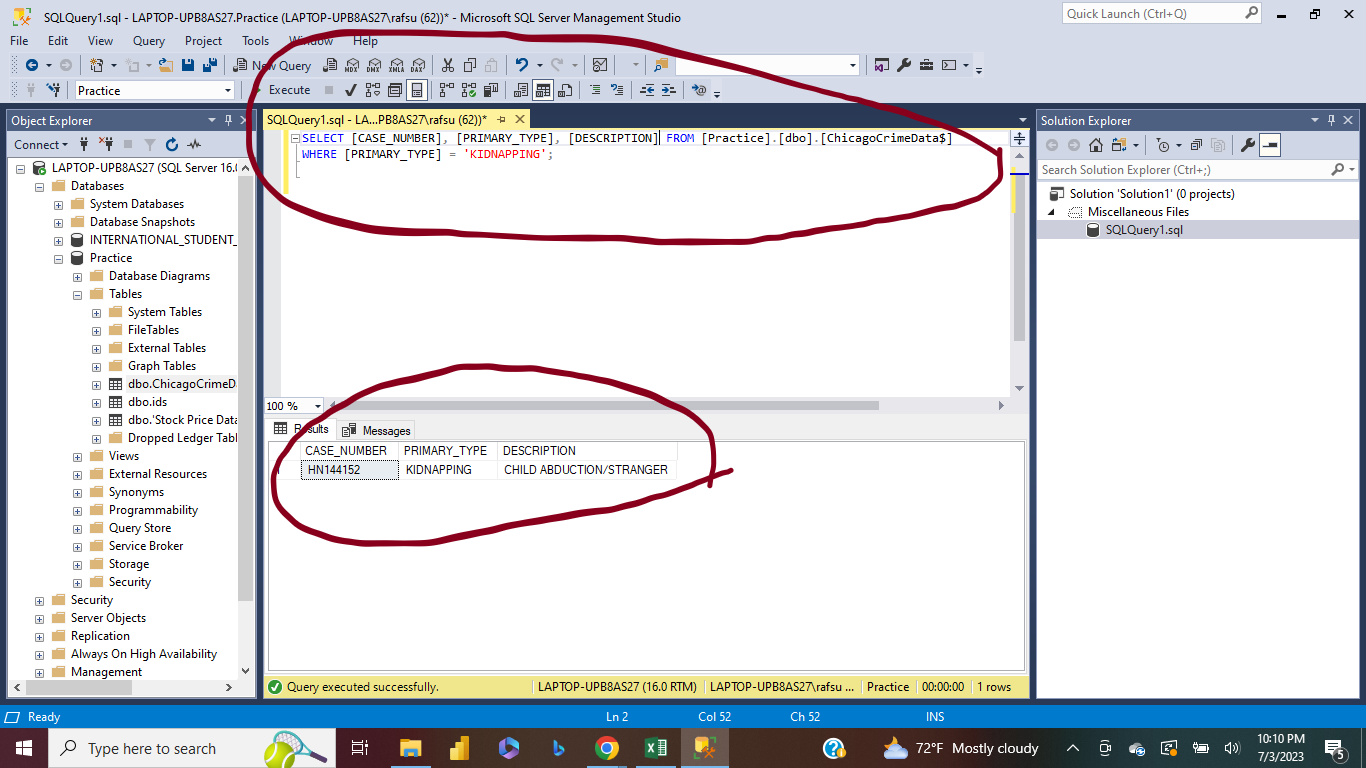 SQLQuery1.sql - LAPTOP-UPB8AS27.Practice (LAPTOP-UPB8AS27\rafsu (62))* - Microsoft SQL Server Management Studio
Quick Launch (Ctrl+Q)
File Edit View Query Project Tools Window Help
New Query MDX DMX XMLA DAX
Practice Execute
Object Explorer
Connect
LAPTOP-UPB8AS27 (SQL Server 16.0
Databases
System Databases
Database Snapshots
INTERNATIONAL_STUDENT_
Practice
Database Diagrams
Tables
System Tables
FileTables
External Tables
Graph Tables
dbo.ChicagoCrimeDa
dbo.ids
dbo.'Stock Price Data
Dropped Ledger Tabl
Views
External Resources
Synonyms
Programmability
Query Store
Service Broker
Storage
Security
Security
Server Objects
Replication
Always On High Availability
Management
SQLQuery1.sql - LA...PB8AS27\rafsu (62))*
SELECT [CASE_NUMBER], [PRIMARY_TYPE], [DESCRIPTION] FROM [Practice].[dbo].[ChicagoCrimeData$]
WHERE [PRIMARY_TYPE] = 'KIDNAPPING';
100 %
Results Messages
CASE_NUMBER PRIMARY_TYPE DESCRIPTION
HN144152 KIDNAPPING CHILD ABDUCTION/STRANGER
Query executed successfully. LAPTOP-UPB8AS27 (16.0 RTM) LAPTOP-UPB8AS27\rafsu ... Practice 00:00:00 1 rows
Solution Explorer
Search Solution Explorer (Ctrl+;)
Solution 'Solution1' (0 projects)
Miscellaneous Files
SQLQuery1.sql
Ready Ln 2 Col 52 Ch 52 INS
Type here to search
72°F Mostly cloudy
10:10 PM
7/3/2023
5